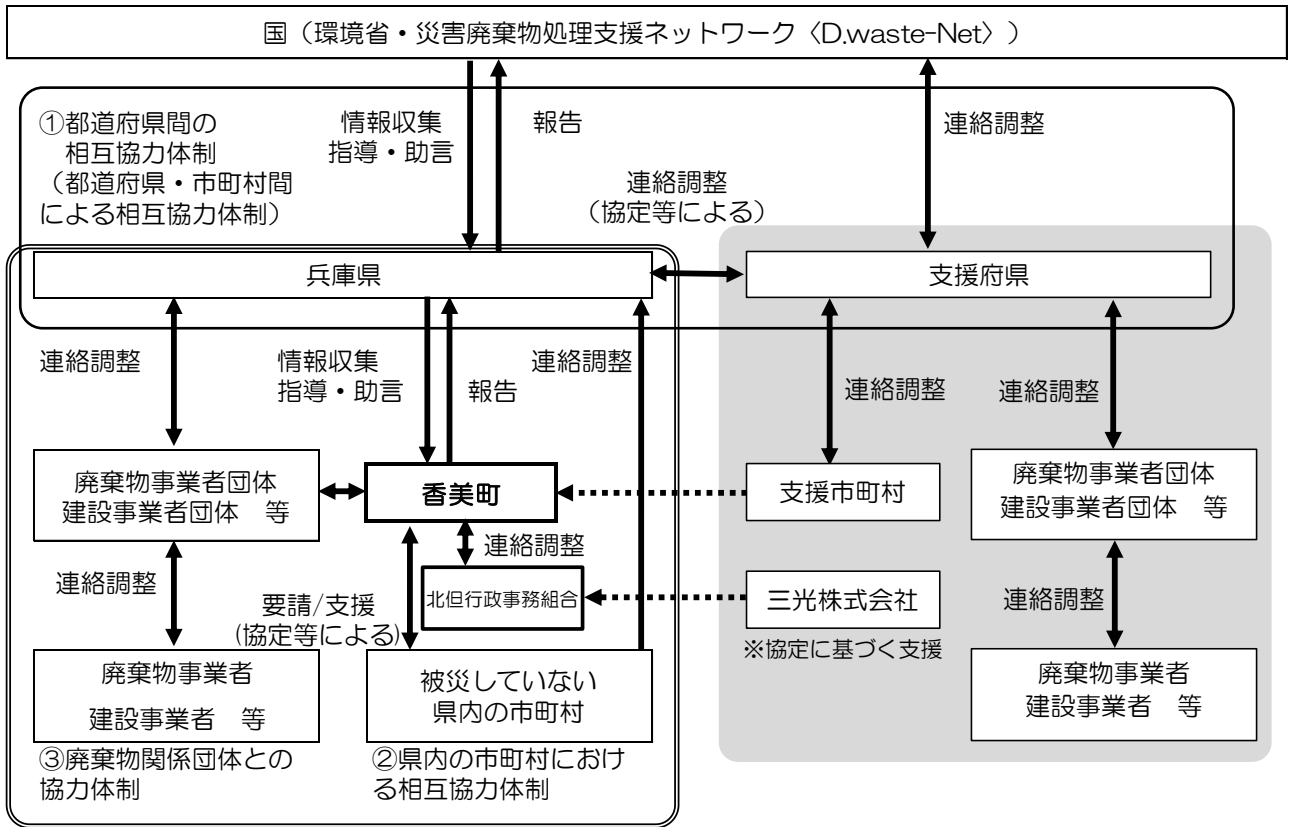 国（環境省・災害廃棄物処理支援ネットワーク〈D.waste-Net〉）
①都道府県間の
相互協力体制
（都道府県・市町村間
による相互協力体制）
情報収集
指導・助言
報告
連絡調整
連絡調整
（協定等による）
兵庫県
支援府県
連絡調整
情報収集
指導・助言
報告
連絡調整
連絡調整
連絡調整
廃棄物事業者団体
建設事業者団体　等
香美町
支援市町村
廃棄物事業者団体
建設事業者団体　等
連絡調整
連絡調整
北但行政事務組合
三光株式会社
連絡調整
要請/支援
(協定等による)
※協定に基づく支援
廃棄物事業者
建設事業者　等
被災していない
県内の市町村
廃棄物事業者
建設事業者　等
③廃棄物関係団体との
協力体制
②県内の市町村におけ
る相互協力体制